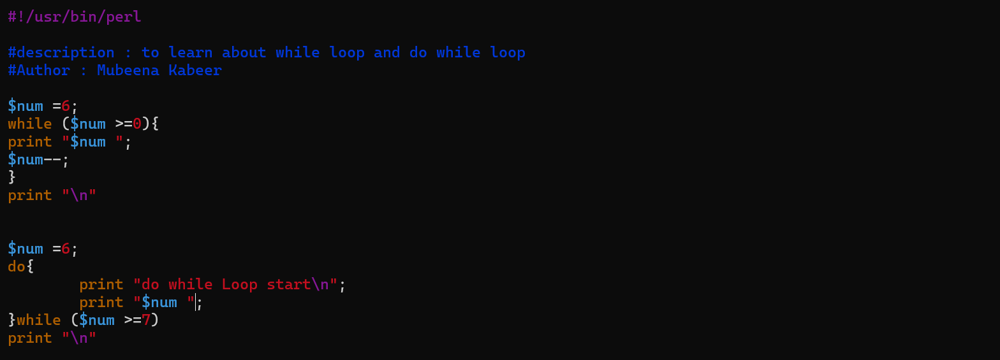 #!/usr/bin/perl
#description : to learn about while loop and do while loop
#Author : Mubeena Kabeer
$num =6;
while ($num >=0){
print "$num ";
$num--;
}
print "\n"
$num =6;
do{
        print "do while Loop start\n";
        print "$num ";
}while ($num >=7)
print "\n"